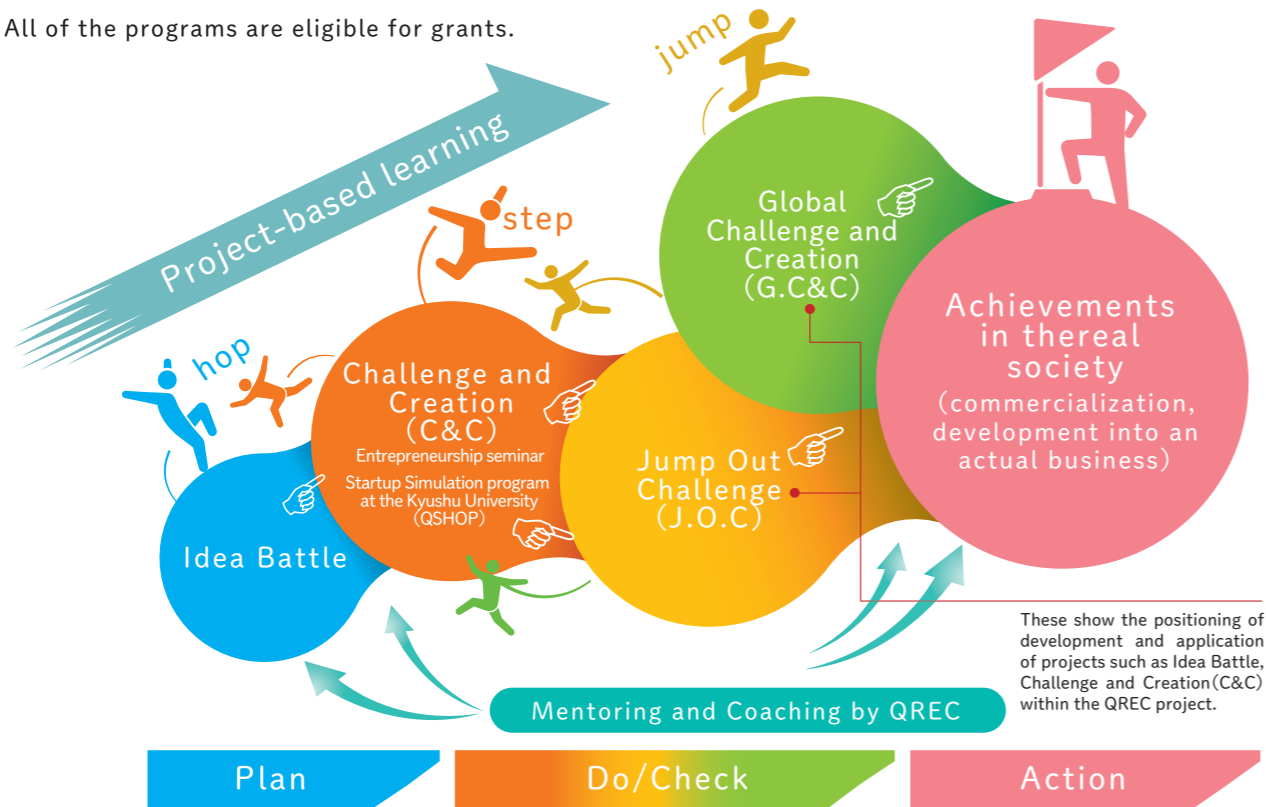 All of the programs are eligible for grants.
Project-based learning
jump
step
hop
Global
Challenge and
Creation
(G.C&C)
Achievements
in thereal
society
(commercialization,
development into an
actual business)
Challenge and
Creation
(C&C)
Entrepreneurship seminar
Startup Simulation program
at the Kyushu University
(QSHOP)
Jump Out
Challenge
(J.O.C)
Idea Battle
These show the positioning of
development and application
of projects such as Idea Battle,
Challenge and Creation(C&C)
within the QREC project.
Mentoring and Coaching by QREC
Plan
Do/Check
Action